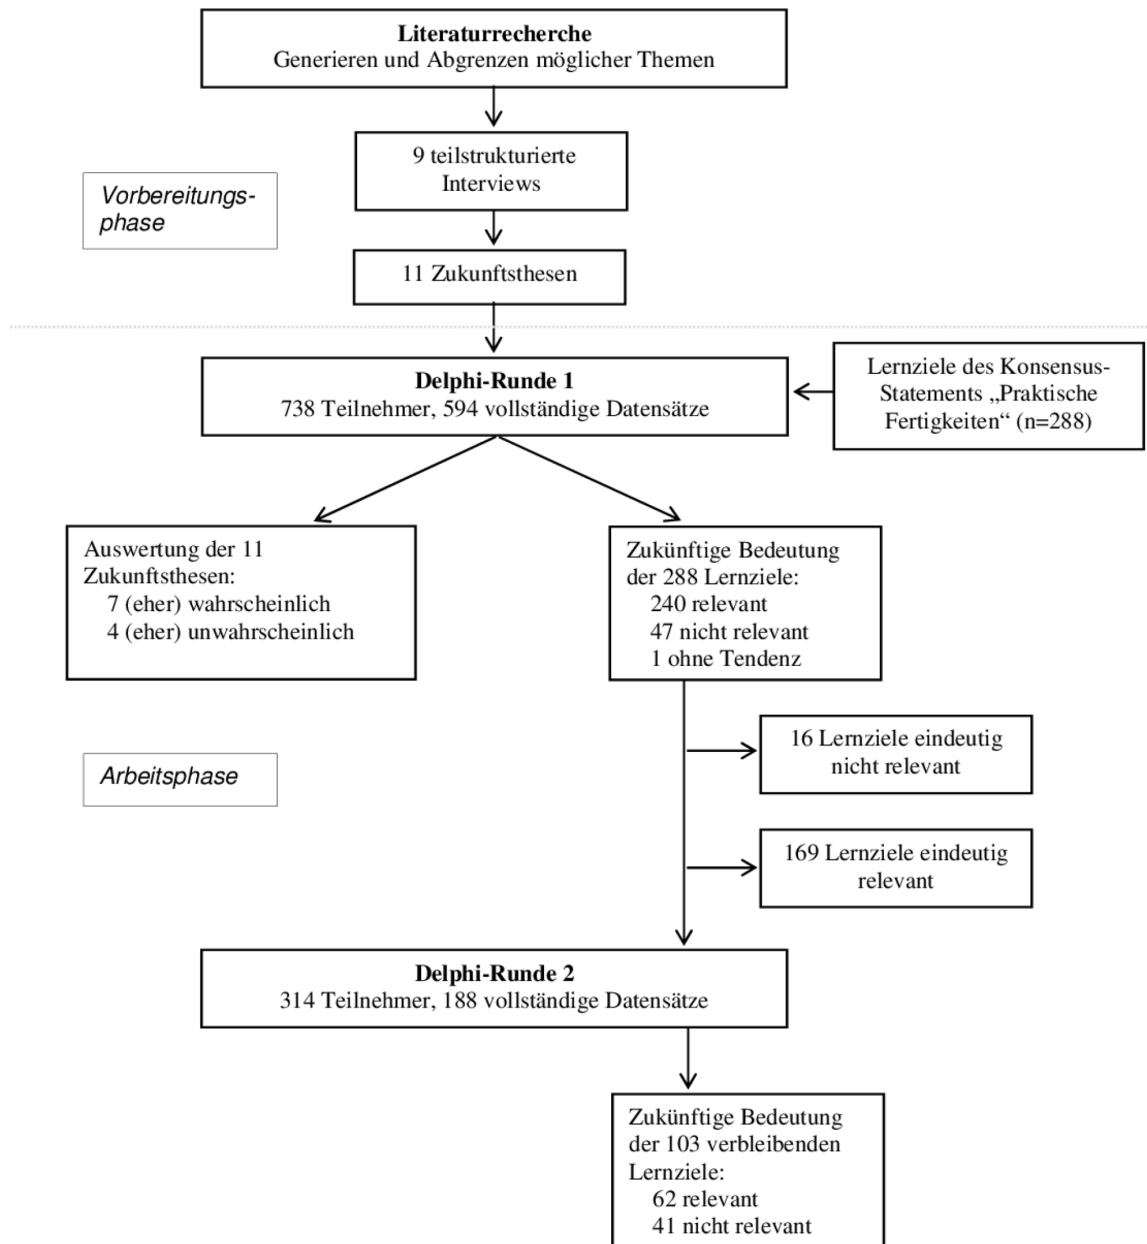 Literaturrecherche
Generieren und Abgrenzen möglicher Themen
9 teilstrukturierte
Interviews
Vorbereitungs-
phase
11 Zukunftsthesen
Delphi-Runde 1
738 Teilnehmer, 594 vollständige Datensätze
Lernziele des Konsensus-
Statements „Praktische
Fertigkeiten“ (n=288)
Auswertung der 11
Zukunftsthesen:
7 (eher) wahrscheinlich
4 (eher) unwahrscheinlich
Zukünftige Bedeutung
der 288 Lernziele:
240 relevant
47 nicht relevant
1 ohne Tendenz
16 Lernziele eindeutig
nicht relevant
Arbeitsphase
169 Lernziele eindeutig
relevant
Delphi-Runde 2
314 Teilnehmer, 188 vollständige Datensätze
Zukünftige Bedeutung
der 103 verbleibenden
Lernziele:
62 relevant
41 nicht relevant